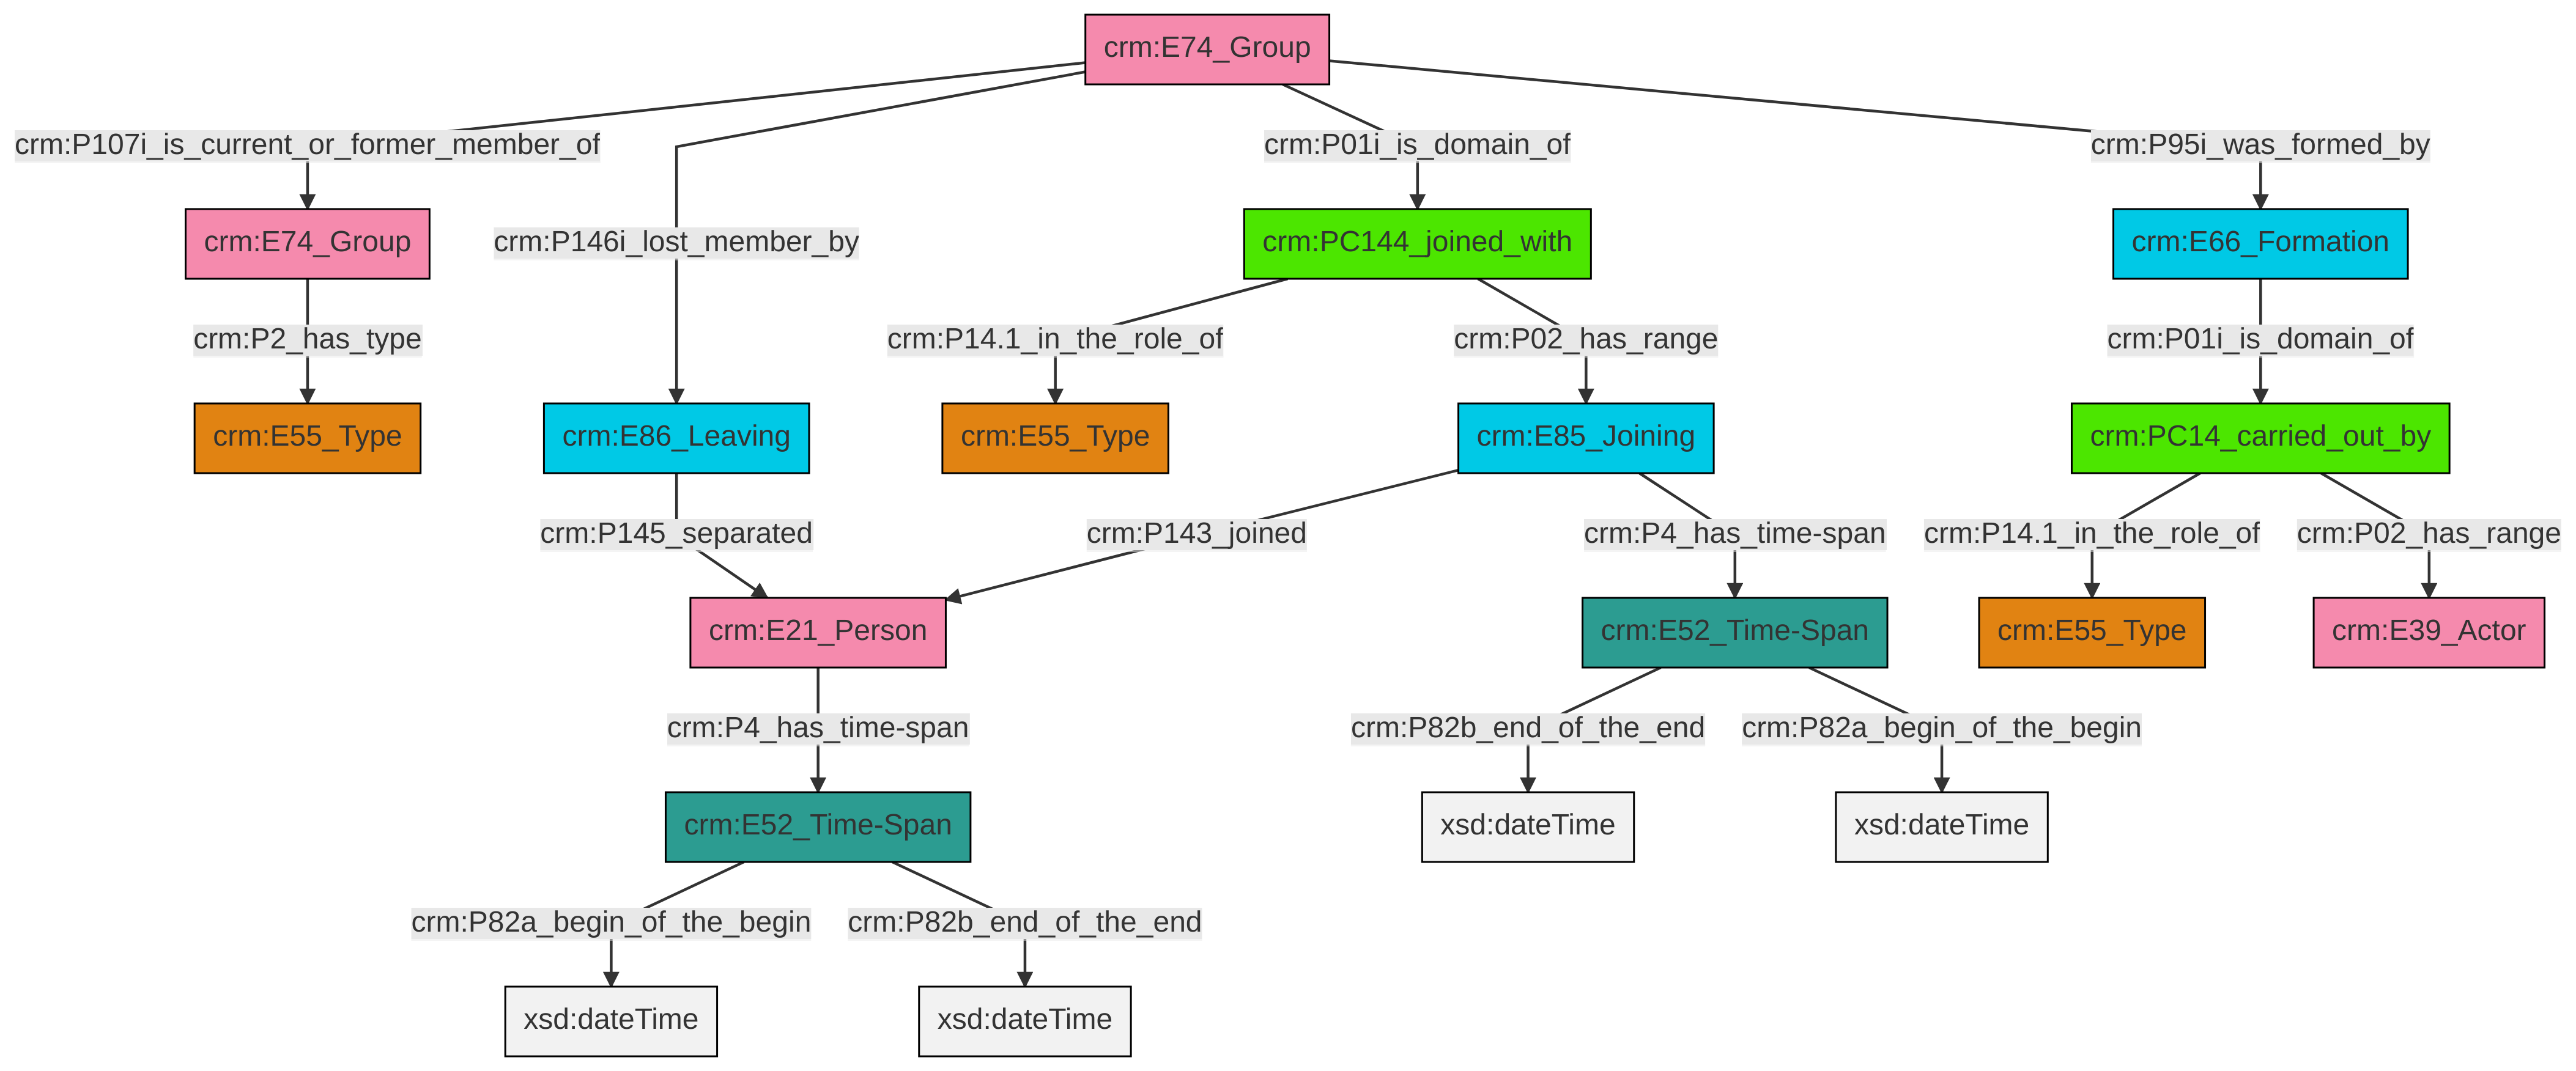 crm:E74_Group
crm:P107i_is_current_or_former_member_of
crm:P01i_is_domain_of
crm:P95i_was_formed_by
crm:E74_Group
crm:P146i_lost_member_by
crm:PC144_joined_with
crm:E66_Formation
crm:P2_has_type
crm:P14.1_in_the_role_of
crm:P02_has_range
crm:P01i_is_domain_of
crm:E55_Type
crm:E86_Leaving
crm:E55_Type
crm:E85_Joining
crm:PC14_carried_out_by
crm:P145_separated
crm:P143_joined
crm:P4_has_time-span
crm:P14.1_in_the_role_of
crm:P02_has_range
crm:E21_Person
crm:E52_Time-Span
crm:E55_Type
crm:E39_Actor
crm:P4_has_time-span
crm:P82b_end_of_the_end
crm:P82a_begin_of_the_begin
crm:E52_Time-Span
xsd:dateTime
xsd:dateTime
crm:P82a_begin_of_the_begin
crm:P82b_end_of_the_end
xsd:dateTime
xsd:dateTime